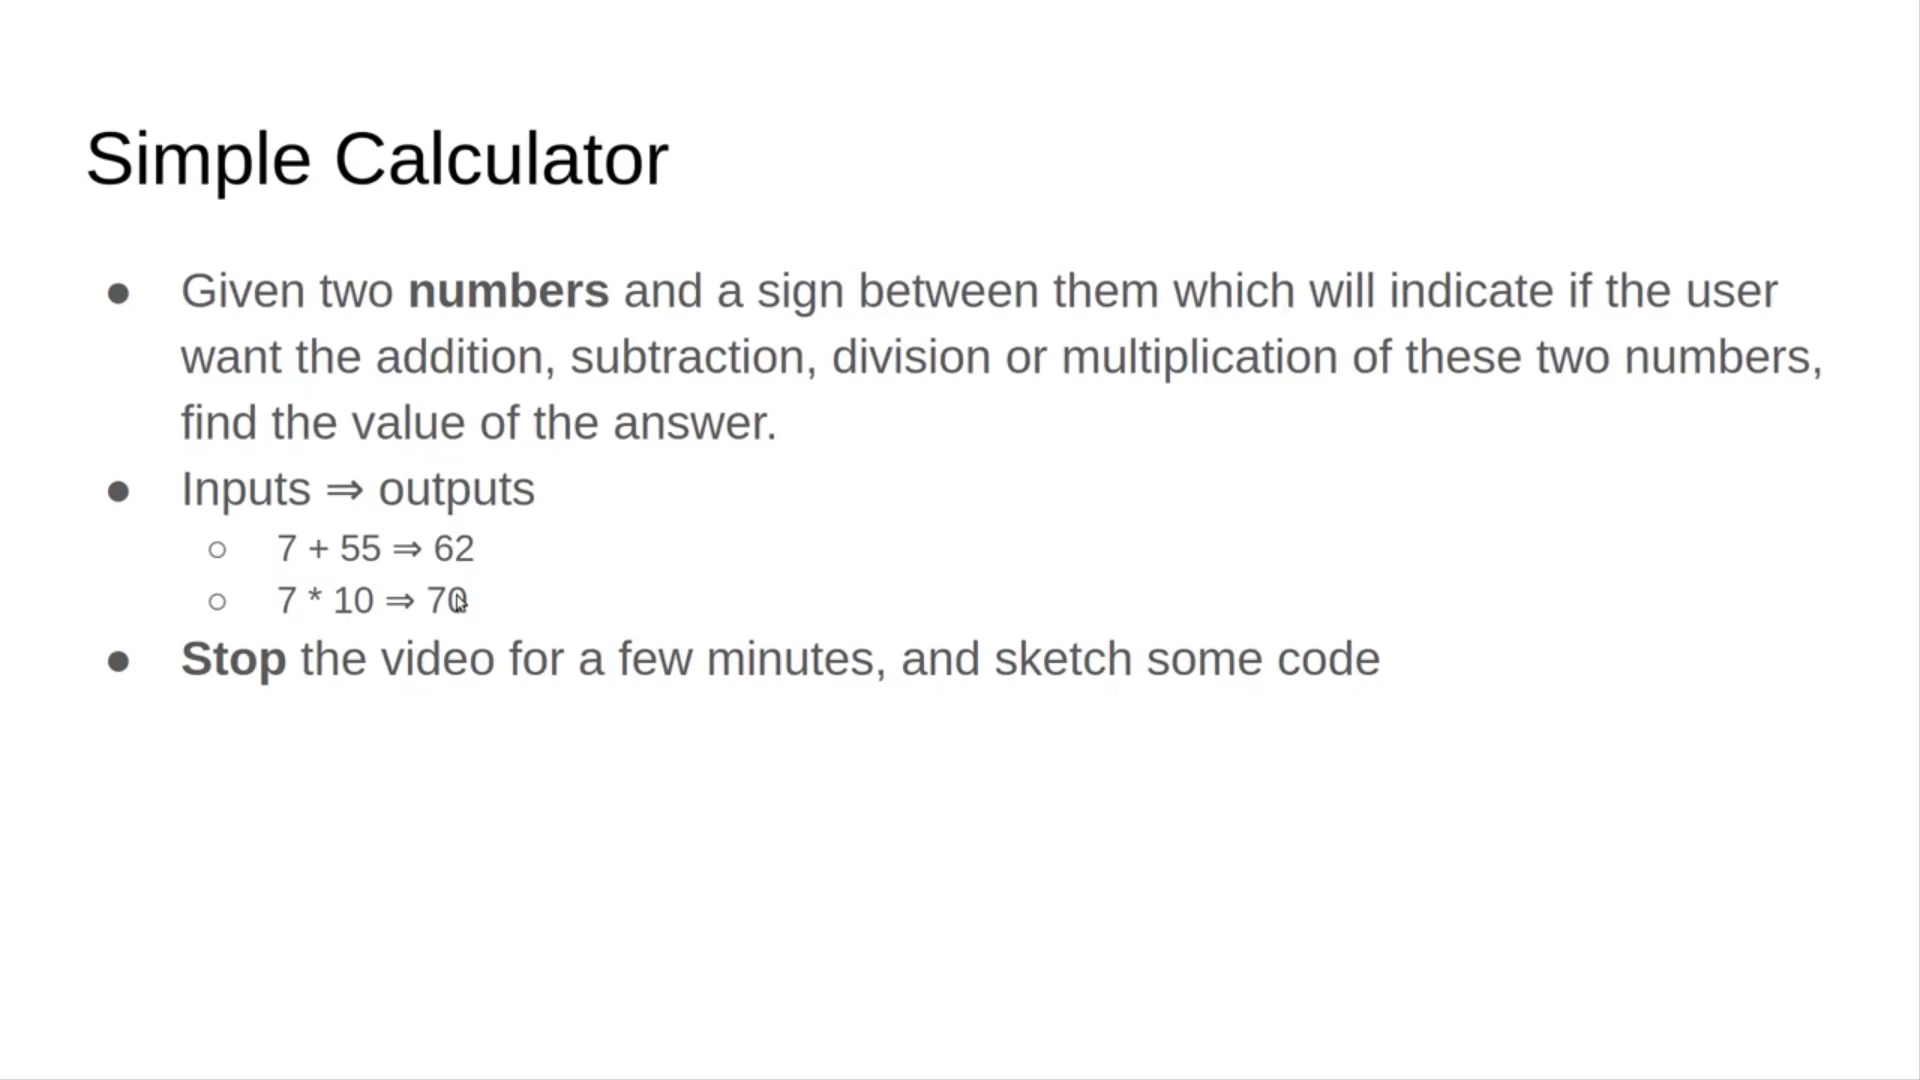 Simple Calculator
● Given two numbers and a sign between them which will indicate if the user
want the addition, subtraction, division or multiplication of these two numbers,
find the value of the answer.
● Inputs ⇒ outputs
○ 7 + 55 ⇒ 62
○ 7 * 10 ⇒ 70
● Stop the video for a few minutes, and sketch some code